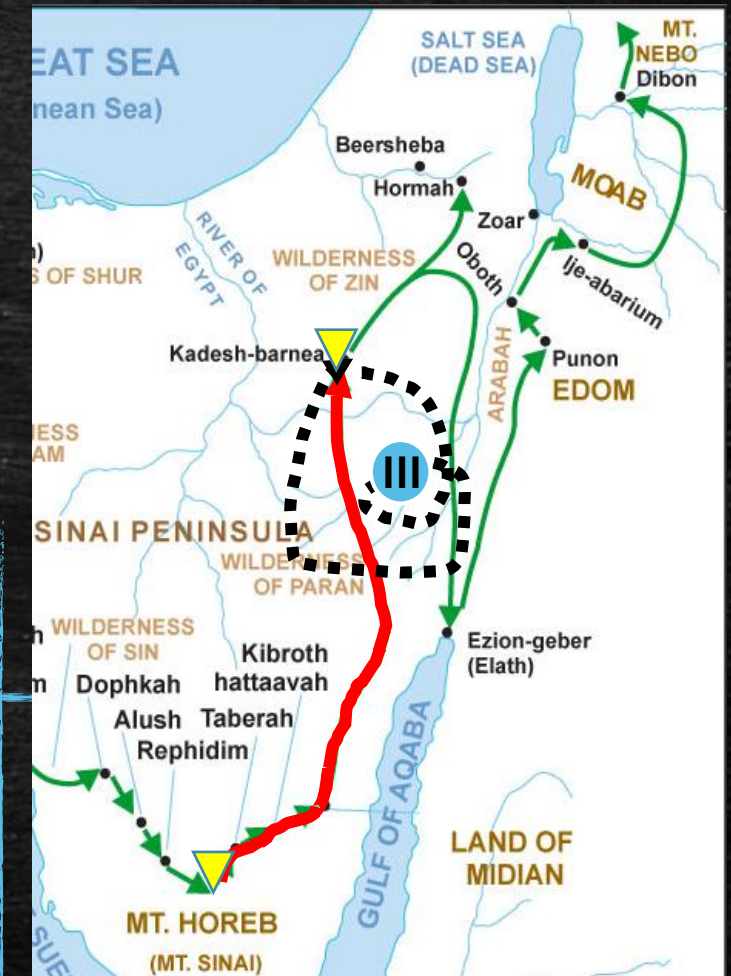 EAT SEA
nean Sea)
SALT SEA
(DEAD SEA)
MT.
NEBO
Dibon
Beersheba
Hormah
MOAB
Zoar
RIVER OF
EGYPT
WILDERNESS
OF ZIN
Oboth
Ije-abarium
)
S OF SHUR
Kadesh-barnea
ARABAH
Punon
EDOM
NESS
AM
III
SINAI PENINSULA
WILDERNESS
OF PARAN
WILDERNESS
OF SIN
h
m
Kibroth
hattaavah
Ezion-geber
(Elath)
Dophkah
Alush
Taberah
Rephidim
GULF OF AQABA
LAND OF
MIDIAN
MT. HOREB
(MT. SINAI)
SUE